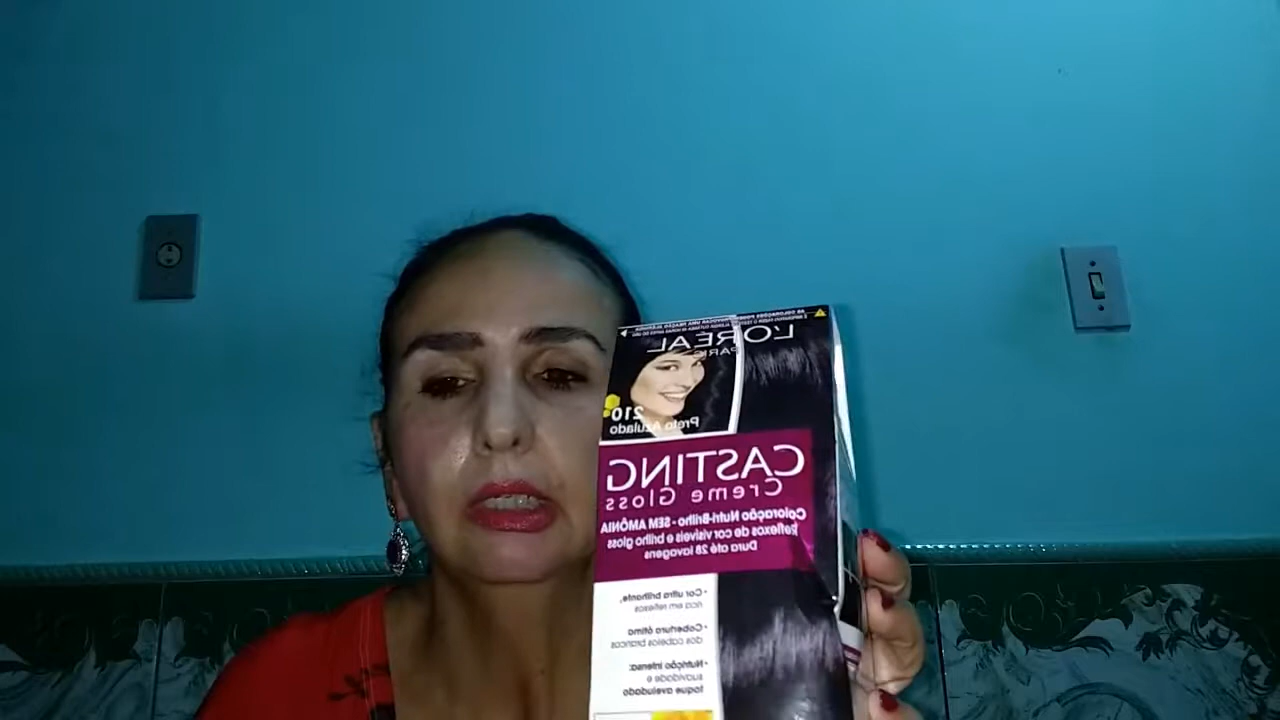 L'ORÉAL
PARIS
210
Preto Azulado
CASTING
Creme Gloss
Coloração Nutri-Brilho - SEM AMÔNIA
Reflexos de cor visíveis e brilho gloss
Dura até 28 lavagens
• Cor ultra brilhante,
rica em reflexos
• Cobertura ótima
dos cabelos brancos
• Nutrição intensa:
suavidade e
toque aveludado